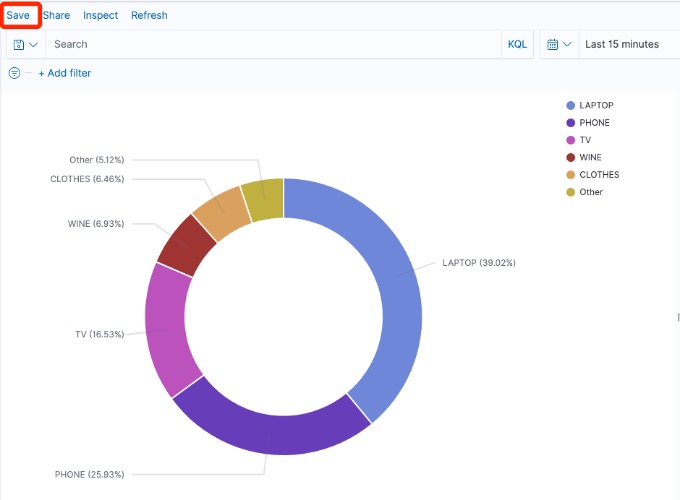 Save Share Inspect Refresh
Search KQL Last 15 minutes
+ Add filter
LAPTOP
PHONE
TV
WINE
CLOTHES
Other
Other (5.12%)
CLOTHES (6.46%)
WINE (6.93%)
LAPTOP (39.02%)
TV (16.53%)
PHONE (25.93%)